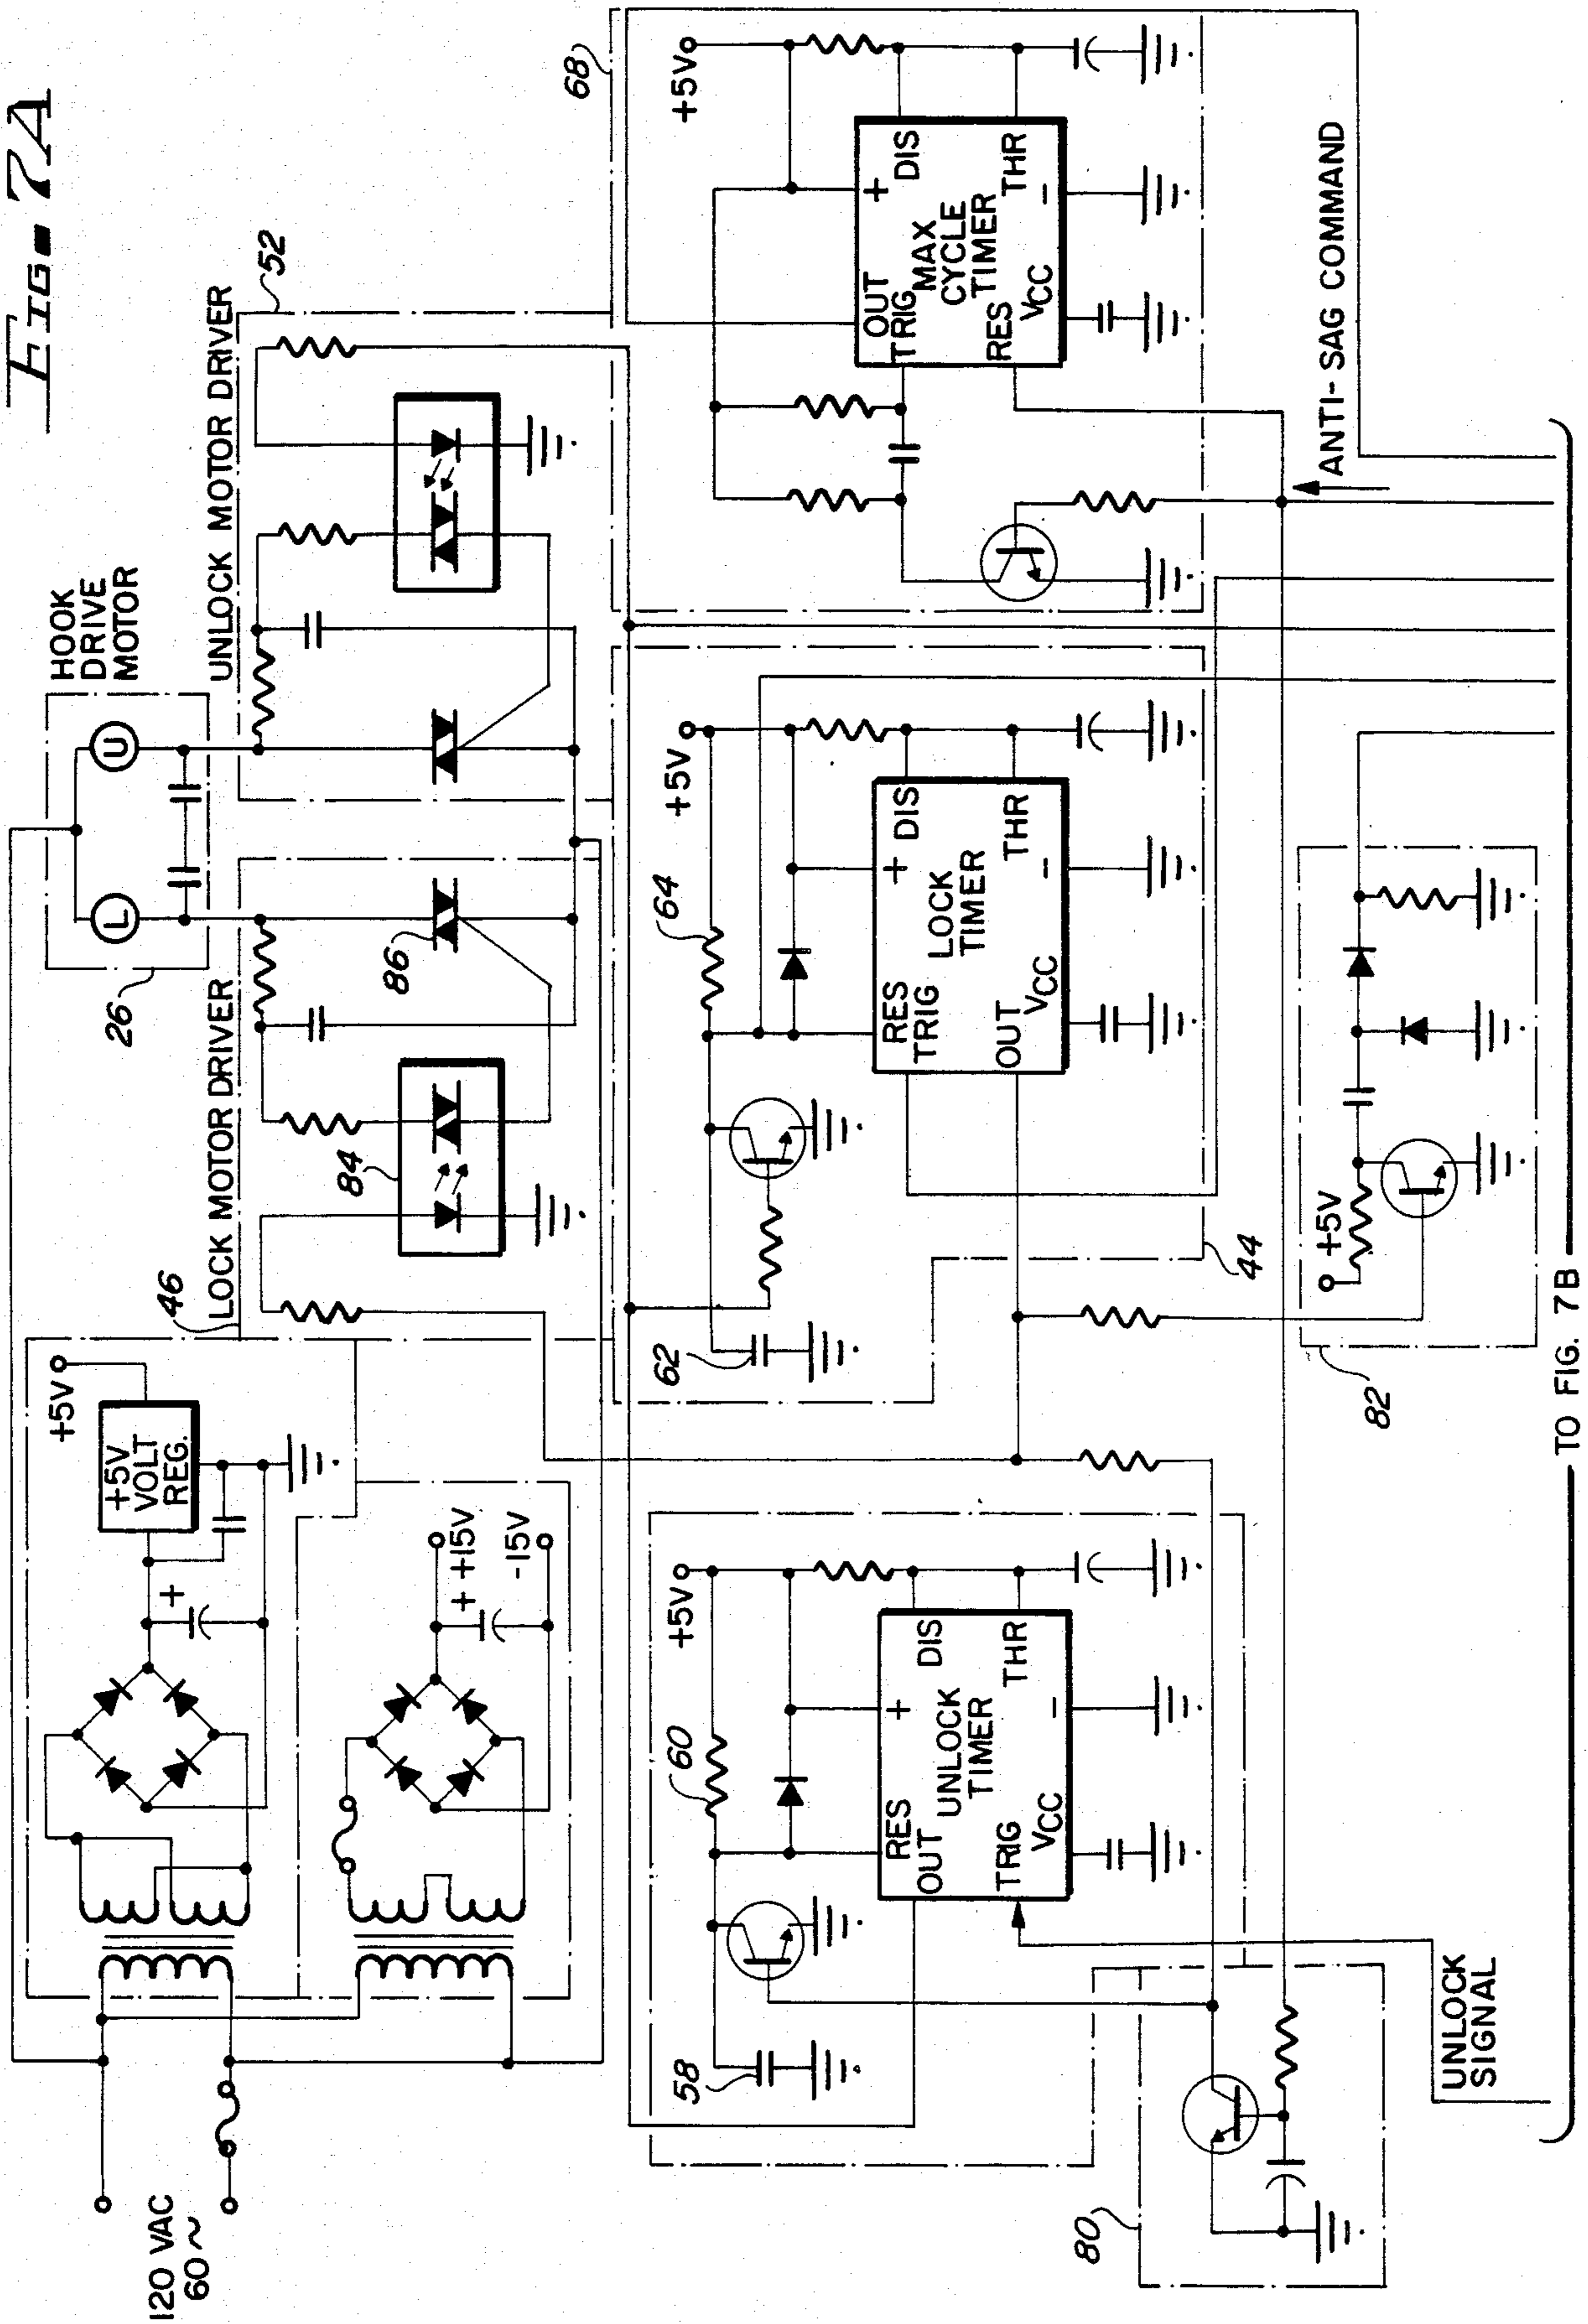 FIG. 7A
120 VAC
60 ~
+5V
+5V
VOLT
REG.
+
+ +15V
-15V
46
LOCK MOTOR DRIVER
84
86
26
HOOK
DRIVE
MOTOR
L
U
UNLOCK MOTOR DRIVER
52
58
60
+5V
RES
OUT
+
DIS
UNLOCK
TIMER
TRIG
VCC
-
THR
62
64
+5V
RES
TRIG
+
DIS
LOCK
TIMER
OUT
VCC
-
THR
44
68
+5V
OUT
TRIG
+
DIS
MAX
CYCLE
TIMER
RES
VCC
-
THR
ANTI-SAG COMMAND
80
UNLOCK
SIGNAL
82
+5V
TO FIG. 7B